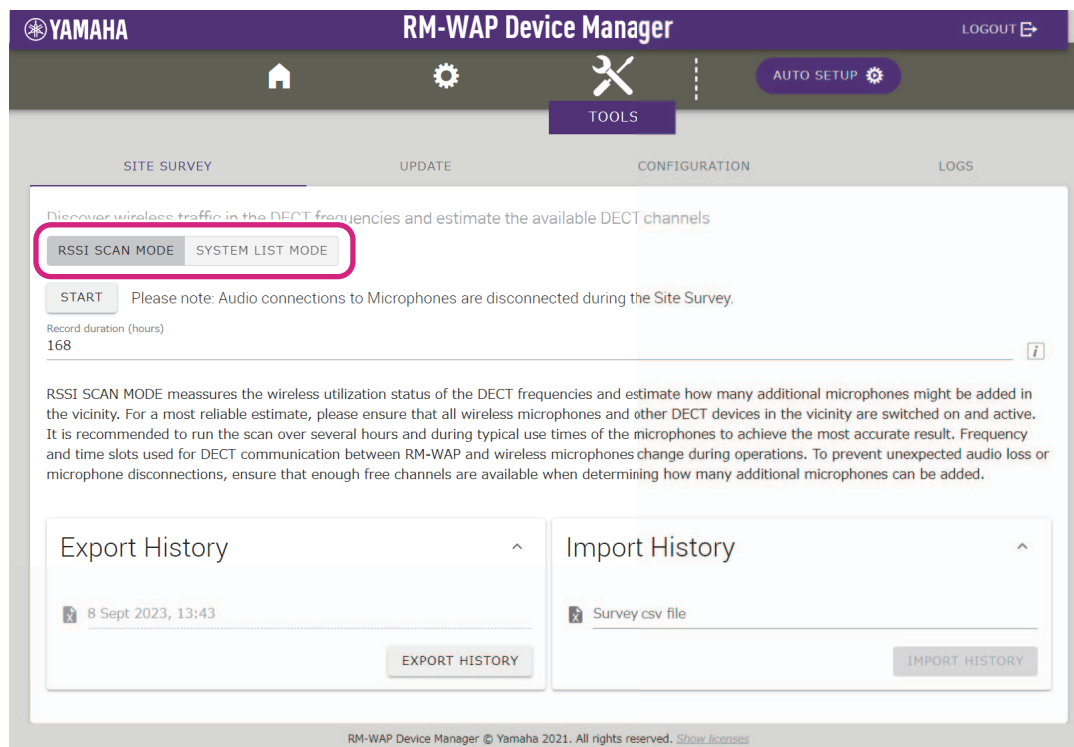 YAMAHA
RM-WAP Device Manager
LOGOUT
AUTO SETUP
TOOLS
SITE SURVEY
UPDATE
CONFIGURATION
LOGS
Discover wireless traffic in the DECT frequencies and estimate the available DECT channels
RSSI SCAN MODE
SYSTEM LIST MODE
START
Please note: Audio connections to Microphones are disconnected during the Site Survey.
Record duration (hours)
168
i
RSSI SCAN MODE meassures the wireless utilization status of the DECT frequencies and estimate how many additional microphones might be added in
the vicinity. For a most reliable estimate, please ensure that all wireless microphones and other DECT devices in the vicinity are switched on and active.
It is recommended to run the scan over several hours and during typical use times of the microphones to achieve the most accurate result. Frequency
and time slots used for DECT communication between RM-WAP and wireless microphones change during operations. To prevent unexpected audio loss or
microphone disconnections, ensure that enough free channels are available when determining how many additional microphones can be added.
Export History
8 Sept 2023, 13:43
EXPORT HISTORY
Import History
Survey csv file
IMPORT HISTORY
RM-WAP Device Manager © Yamaha 2021. All rights reserved. Show licenses